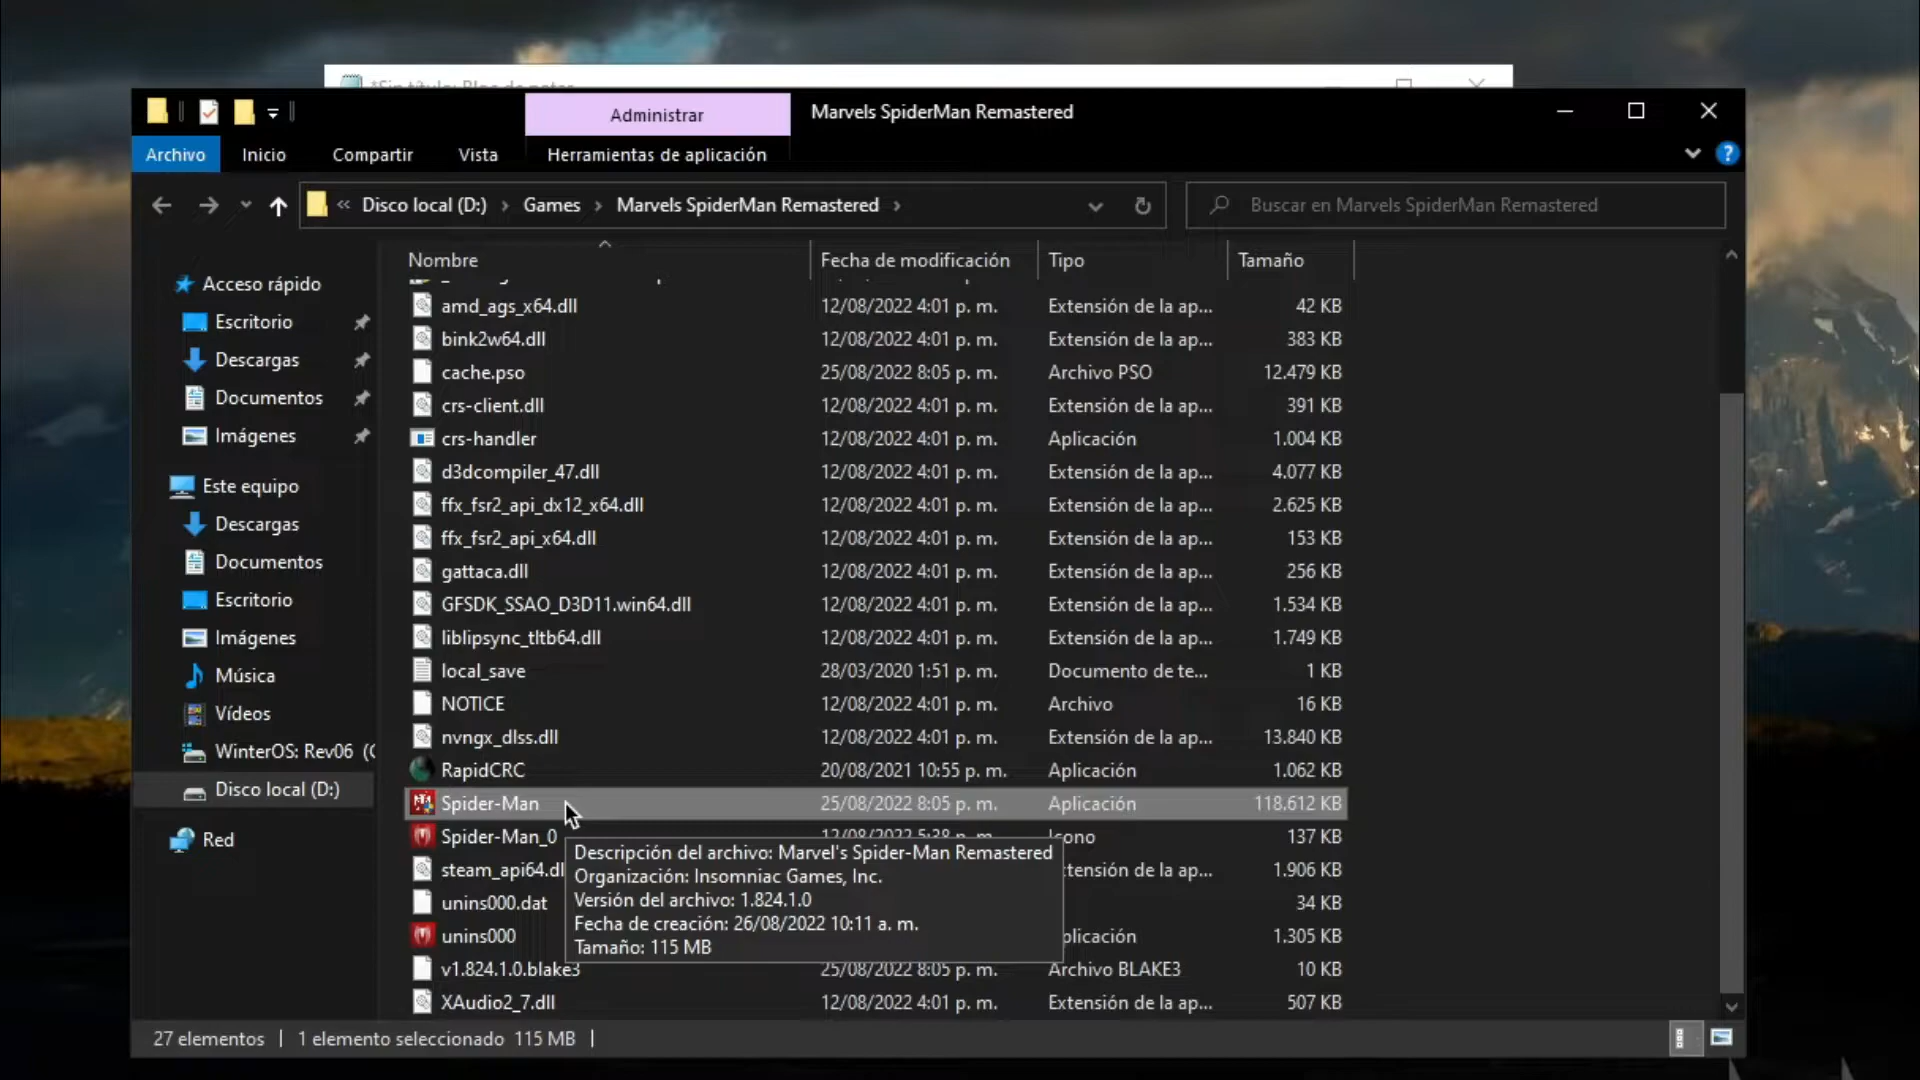 Administrar
Marvels SpiderMan Remastered
Archivo
Inicio
Compartir
Vista
Herramientas de aplicación
?
« Disco local (D:) › Games › Marvels SpiderMan Remastered ›
Buscar en Marvels SpiderMan Remastered
Nombre
Fecha de modificación
Tipo
Tamaño
Acceso rápido
Escritorio
Descargas
Documentos
Imágenes
Este equipo
Descargas
Documentos
Escritorio
Imágenes
Música
Vídeos
WinterOS: Rev06 (C
Disco local (D:)
Red
amd_ags_x64.dll 12/08/2022 4:01 p. m. Extensión de la ap... 42 KB
bink2w64.dll 12/08/2022 4:01 p. m. Extensión de la ap... 383 KB
cache.pso 25/08/2022 8:05 p. m. Archivo PSO 12.479 KB
crs-client.dll 12/08/2022 4:01 p. m. Extensión de la ap... 391 KB
crs-handler 12/08/2022 4:01 p. m. Aplicación 1.004 KB
d3dcompiler_47.dll 12/08/2022 4:01 p. m. Extensión de la ap... 4.077 KB
ffx_fsr2_api_dx12_x64.dll 12/08/2022 4:01 p. m. Extensión de la ap... 2.625 KB
ffx_fsr2_api_x64.dll 12/08/2022 4:01 p. m. Extensión de la ap... 153 KB
gattaca.dll 12/08/2022 4:01 p. m. Extensión de la ap... 256 KB
GFSDK_SSAO_D3D11.win64.dll 12/08/2022 4:01 p. m. Extensión de la ap... 1.534 KB
liblipsync_tltb64.dll 12/08/2022 4:01 p. m. Extensión de la ap... 1.749 KB
local_save 28/03/2020 1:51 p. m. Documento de te... 1 KB
NOTICE 12/08/2022 4:01 p. m. Archivo 16 KB
nvngx_dlss.dll 12/08/2022 4:01 p. m. Extensión de la ap... 13.840 KB
RapidCRC 20/08/2021 10:55 p. m. Aplicación 1.062 KB
Spider-Man 25/08/2022 8:05 p. m. Aplicación 118.612 KB
Spider-Man_0 12/08/2022 5:38 p. m. Icono 137 KB
steam_api64.dl tensión de la ap... 1.906 KB
unins000.dat 34 KB
unins000 plicación 1.305 KB
v1.824.1.0.blake3 25/08/2022 8:05 p. m. Archivo BLAKE3 10 KB
XAudio2_7.dll 12/08/2022 4:01 p. m. Extensión de la ap... 507 KB
Descripción del archivo: Marvel's Spider-Man Remastered
Organización: Insomniac Games, Inc.
Versión del archivo: 1.824.1.0
Fecha de creación: 26/08/2022 10:11 a. m.
Tamaño: 115 MB
27 elementos
1 elemento seleccionado 115 MB